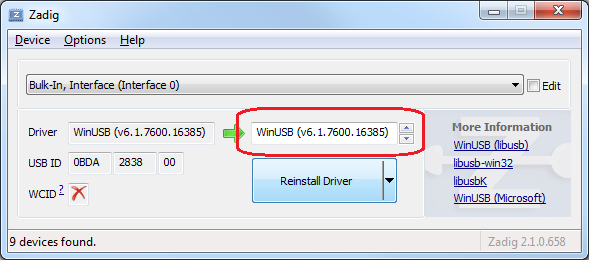 Zadig
Device Options Help
Bulk-In, Interface (Interface 0) Edit
Driver WinUSB (v6.1.7600.16385) WinUSB (v6.1.7600.16385)
USB ID 0BDA 2838 00
WCID ?
Reinstall Driver
More Information
WinUSB (libusb)
libusb-win32
libusbK
WinUSB (Microsoft)
9 devices found. Zadig 2.1.0.658